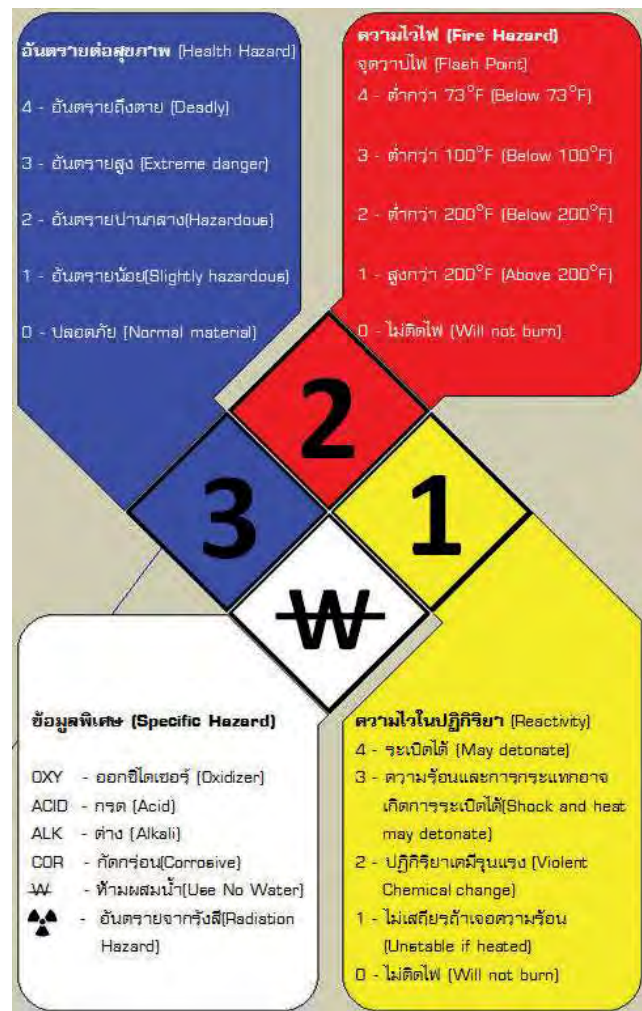 อันตรายต่อสุขภาพ (Health Hazard)
4 - อันตรายถึงตาย (Deadly)
3 - อันตรายสูง (Extreme danger)
2 - อันตรายปานกลาง(Hazardous)
1 - อันตรายน้อย(Slightly hazardous)
0 - ปลอดภัย (Normal material)
ความไวไฟ (Fire Hazard)
จุดวาบไฟ (Flash Point)
4 - ต่ำกว่า 73°F (Below 73°F)
3 - ต่ำกว่า 100°F (Below 100°F)
2 - ต่ำกว่า 200°F (Below 200°F)
1 - สูงกว่า 200°F (Above 200°F)
0 - ไม่ติดไฟ (Will not burn)
2
3
1
W
ข้อมูลพิเศษ (Specific Hazard)
OXY - ออกซิไดเซอร์ (Oxidizer)
ACID - กรด (Acid)
ALK - ด่าง (Alkali)
COR - กัดกร่อน(Corrosive)
W - ห้ามผสมน้ำ(Use No Water)
- อันตรายจากรังสี(Radiation
Hazard)
ความไวในปฏิกิริยา (Reactivity)
4 - ระเบิดได้ (May detonate)
3 - ความร้อนและการกระแทกอาจ
เกิดการระเบิดได้(Shock and heat
may detonate)
2 - ปฏิกิริยาเคมีรุนแรง (Violent
Chemical change)
1 - ไม่เสถียรถ้าเจอความร้อน
(Unstable if heated)
0 - ไม่ติดไฟ (Will not burn)